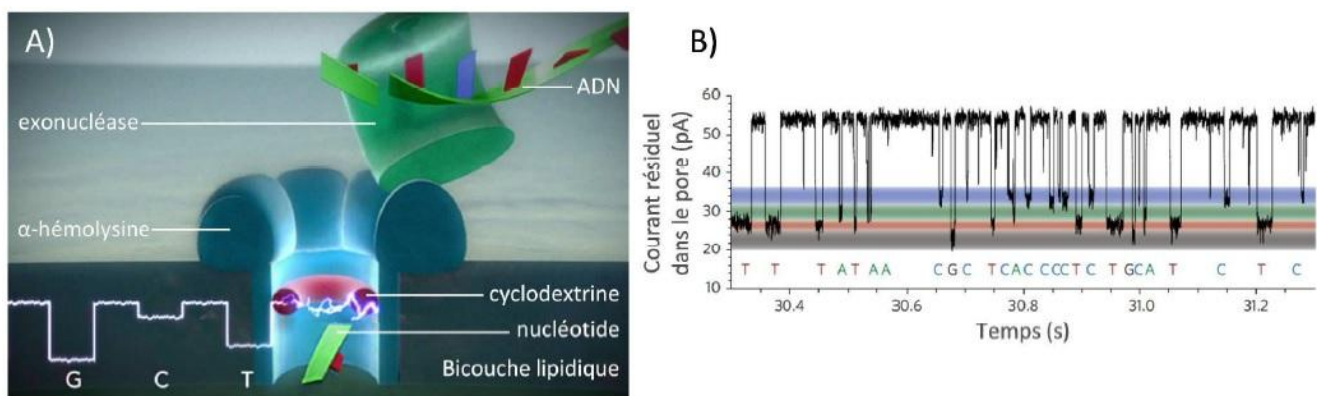 A)
ADN
exonucléase
α-hémolysine
cyclodextrine
nucléotide
Bicouche lipidique
G C T
B)
Courant résiduel
dans le pore (pA)
60
50
40
30
20
10
T T T A T A A C G C T C A C C C C T C T G C A T C T C
30.4 30.6 30.8 31.0 31.2
Temps (s)